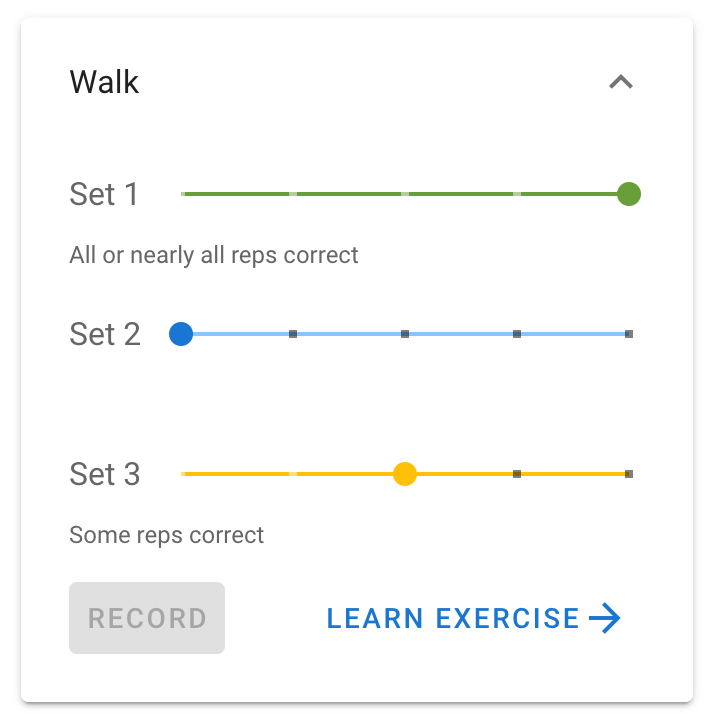 Walk
Set 1
All or nearly all reps correct
Set 2
Set 3
Some reps correct
RECORD
LEARN EXERCISE